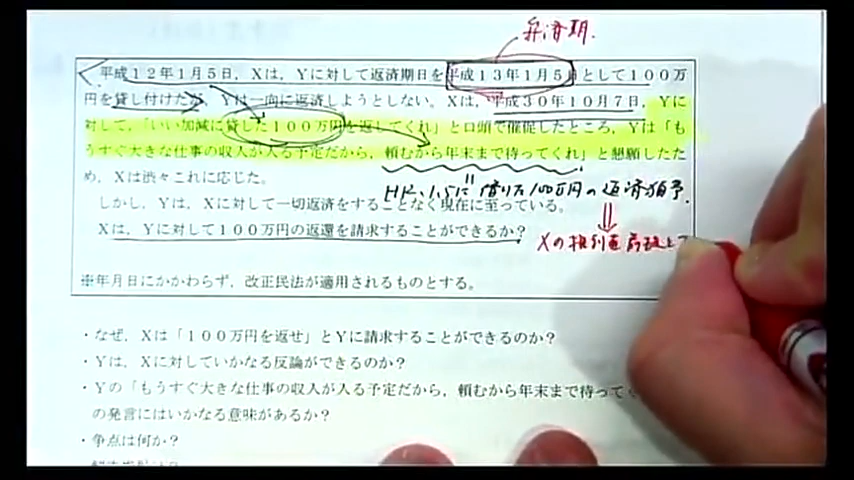 弁済期.
平成12年1月5日，Xは，Yに対して返済期日を平成13年1月5日として100万
円を貸し付けたが，Yは一向に返済しようとしない。Xは，平成30年10月7日，Yに
対して，「いい加減に貸した100万円を返してくれ」と口頭で催促したところ，Yは「も
うすぐ大きな仕事の収入が入る予定だから，頼むから年末まで待ってくれ」と懇願したた
め，Xは渋々これに応じた。
H12.1.5に借りた100万円の返済猶予.
しかし，Yは，Xに対して一切返済をすることなく現在に至っている。
Xは，Yに対して100万円の返還を請求することができるか？
Xの権利
※年月日にかかわらず，改正民法が適用されるものとする。
・なぜ，Xは「100万円を返せ」とYに請求することができるのか？
・Yは，Xに対していかなる反論ができるのか？
・Yの「もうすぐ大きな仕事の収入が入る予定だから，頼むから年末まで待って
の発言にはいかなる意味があるか？
・争点は何か？